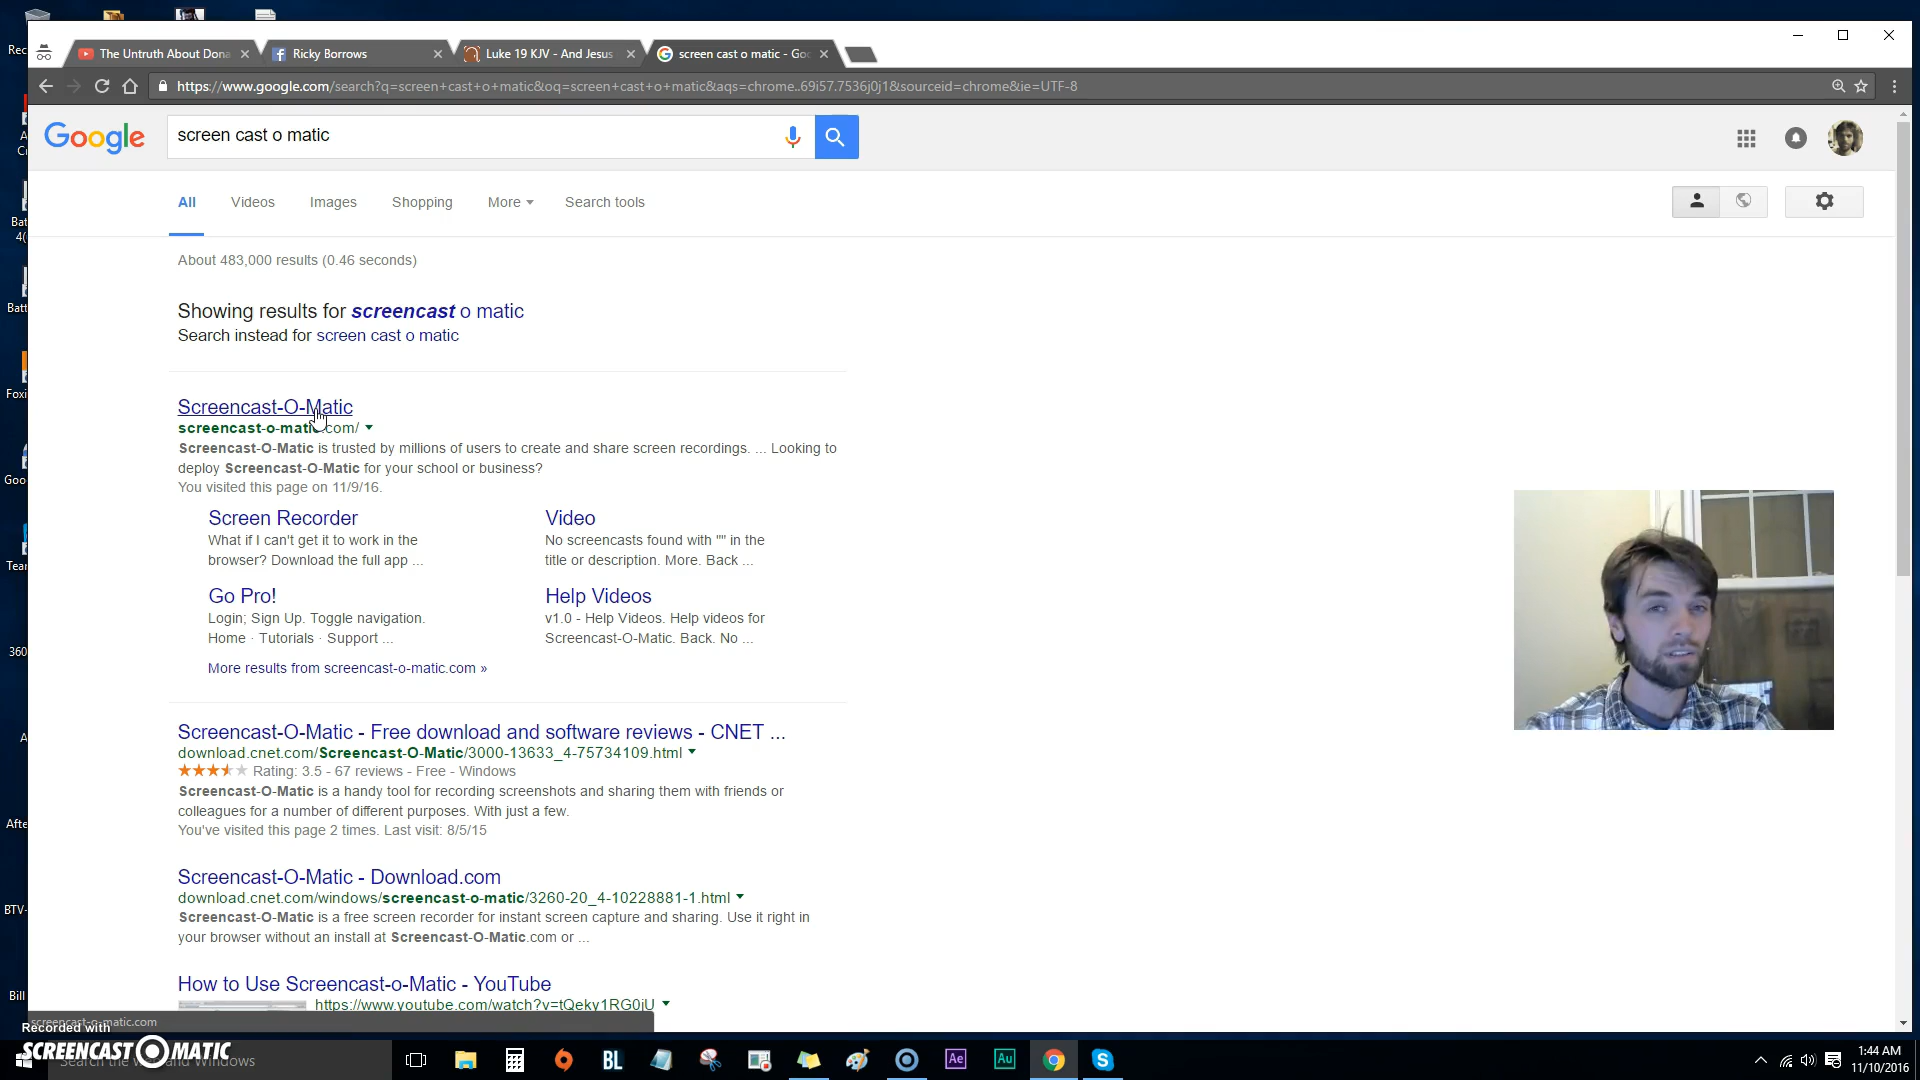 Rec
The Untruth About Dona
Ricky Borrows
Luke 19 KJV - And Jesus
screen cast o matic - Goo
https://www.google.com/search?q=screen+cast+o+matic&oq=screen+cast+o+matic&aqs=chrome..69i57.7536j0j1&sourceid=chrome&ie=UTF-8
Google
screen cast o matic
All
Videos
Images
Shopping
More
Search tools
About 483,000 results (0.46 seconds)
Showing results for screencast o matic
Search instead for screen cast o matic
Screencast-O-Matic
screencast-o-matic.com/
Screencast-O-Matic is trusted by millions of users to create and share screen recordings. ... Looking to
deploy Screencast-O-Matic for your school or business?
You visited this page on 11/9/16.
Screen Recorder
What if I can't get it to work in the
browser? Download the full app ...
Video
No screencasts found with "" in the
title or description. More. Back ...
Go Pro!
Login; Sign Up. Toggle navigation.
Home · Tutorials · Support ...
Help Videos
v1.0 - Help Videos. Help videos for
Screencast-O-Matic. Back. No ...
More results from screencast-o-matic.com »
Screencast-O-Matic - Free download and software reviews - CNET ...
download.cnet.com/Screencast-O-Matic/3000-13633_4-75734109.html
Rating: 3.5 - 67 reviews - Free - Windows
Screencast-O-Matic is a handy tool for recording screenshots and sharing them with friends or
colleagues for a number of different purposes. With just a few.
You've visited this page 2 times. Last visit: 8/5/15
Screencast-O-Matic - Download.com
download.cnet.com/windows/screencast-o-matic/3260-20_4-10228881-1.html
Screencast-O-Matic is a free screen recorder for instant screen capture and sharing. Use it right in
your browser without an install at Screencast-O-Matic.com or ...
How to Use Screencast-o-Matic - YouTube
https://www.youtube.com/watch?v=tQeky1RG0jU
screencast-o-matic.com
Bat
4(
Batt
Foxi
Goo
Tear
360
A
Afte
BTV-
Bill
Recorded with
SCREENCAST O MATIC
Search the web and Windows
BL
Ae
Au
1:44 AM
11/10/2016